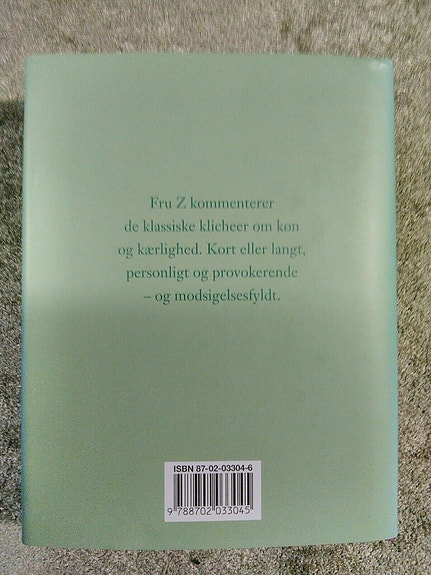 Fru Z kommenterer
de klassiske klicheer om køn
og kærlighed. Kort eller langt,
personligt og provokerende
– og modsigelsesfyldt.
ISBN 87-02-03304-6
9 788702 033045